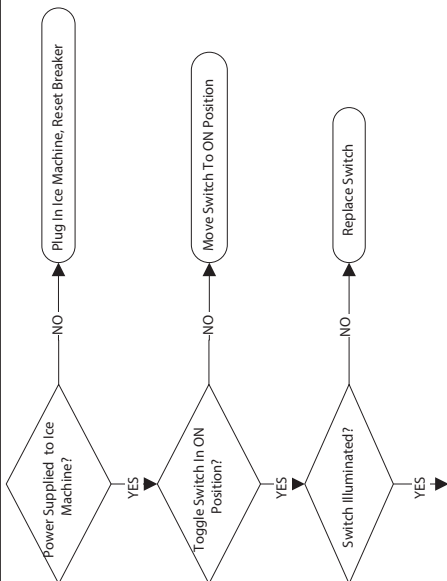 Power Supplied to Ice
Machine?
NO
Plug In Ice Machine, Reset Breaker
YES
Toggle Switch In ON
Position?
NO
Move Switch To ON Position
YES
Switch Illuminated?
NO
Replace Switch
YES